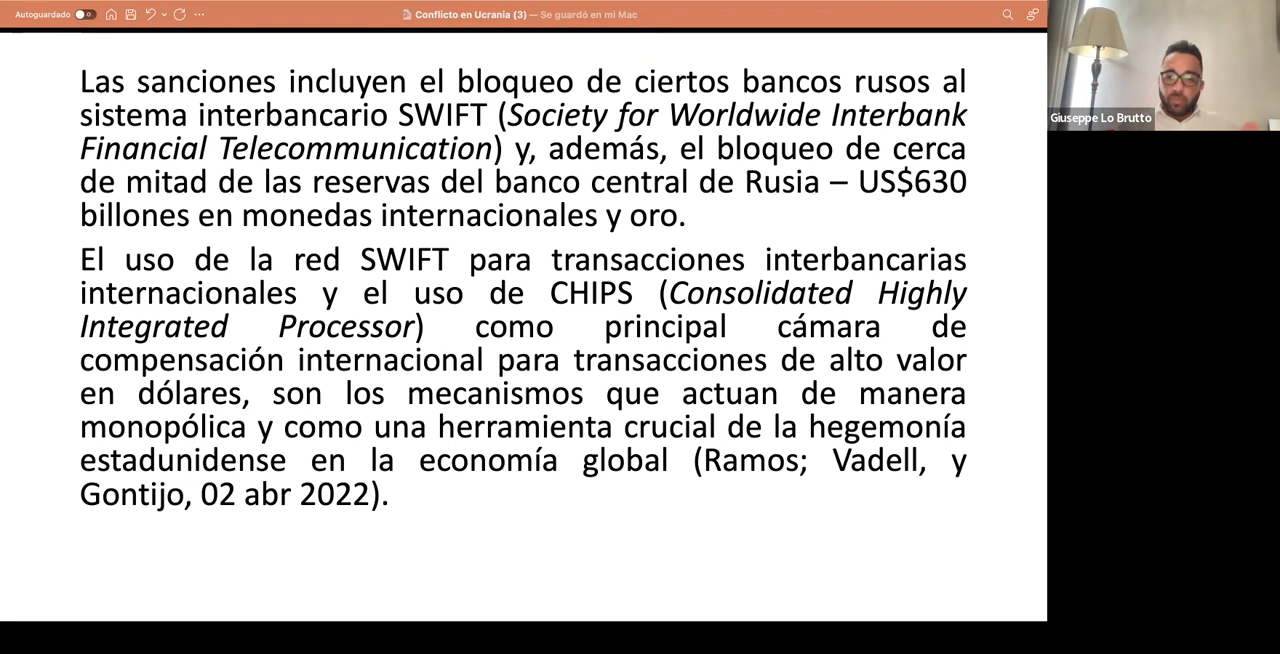 Autoguardado
Conflicto en Ucrania (3) — Se guardó en mi Mac
Las sanciones incluyen el bloqueo de ciertos bancos rusos al
sistema interbancario SWIFT (Society for Worldwide Interbank
Financial Telecommunication) y, además, el bloqueo de cerca
de mitad de las reservas del banco central de Rusia – US$630
billones en monedas internacionales y oro.
El uso de la red SWIFT para transacciones interbancarias
internacionales y el uso de CHIPS (Consolidated Highly
Integrated Processor) como principal cámara de
compensación internacional para transacciones de alto valor
en dólares, son los mecanismos que actuan de manera
monopólica y como una herramienta crucial de la hegemonía
estadunidense en la economía global (Ramos; Vadell, y
Gontijo, 02 abr 2022).
Giuseppe Lo Brutto